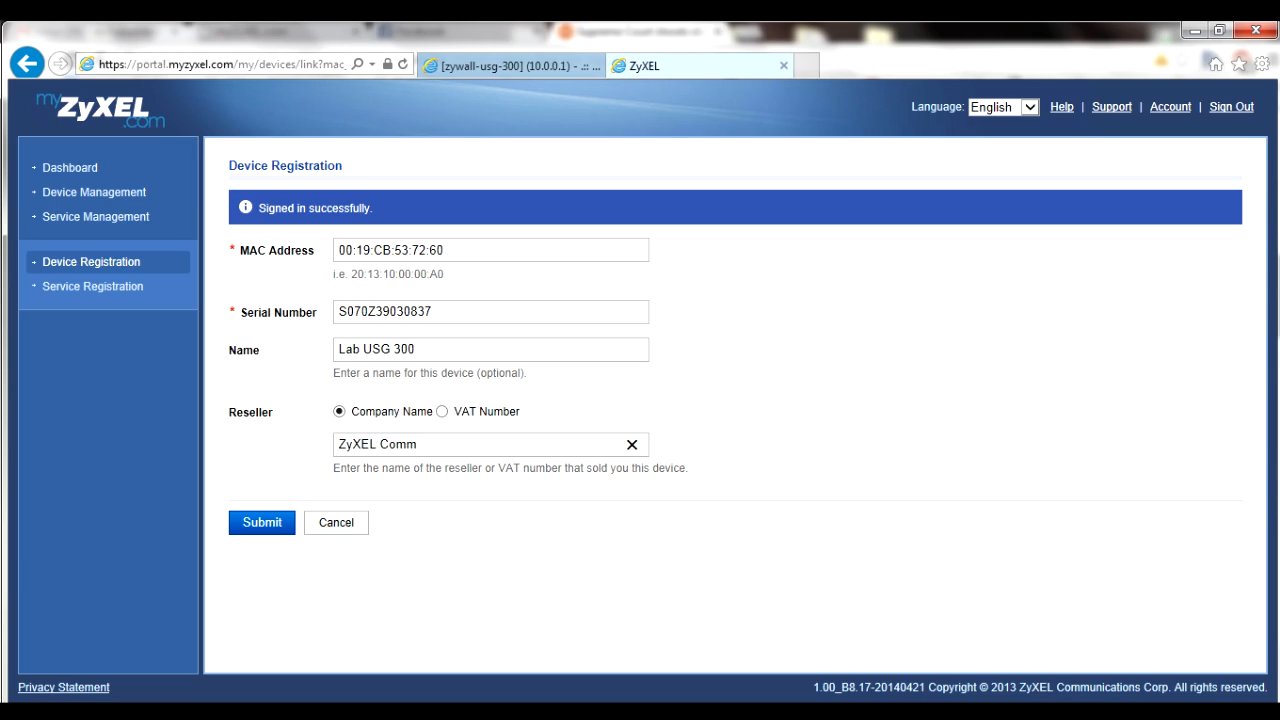 https://portal.myzyxel.com/my/devices/link?mac_
[zywall-usg-300] (10.0.0.1) - .:: ...
ZyXEL
my ZyXEL .com
Language: English Help | Support | Account | Sign Out
Dashboard
Device Management
Service Management
Device Registration
Service Registration
Device Registration
Signed in successfully.
* MAC Address 00:19:CB:53:72:60
i.e. 20:13:10:00:00:A0
* Serial Number S070Z39030837
Name Lab USG 300
Enter a name for this device (optional).
Reseller Company Name VAT Number
ZyXEL Comm
Enter the name of the reseller or VAT number that sold you this device.
Submit Cancel
Privacy Statement
1.00_B8.17-20140421 Copyright © 2013 ZyXEL Communications Corp. All rights reserved.